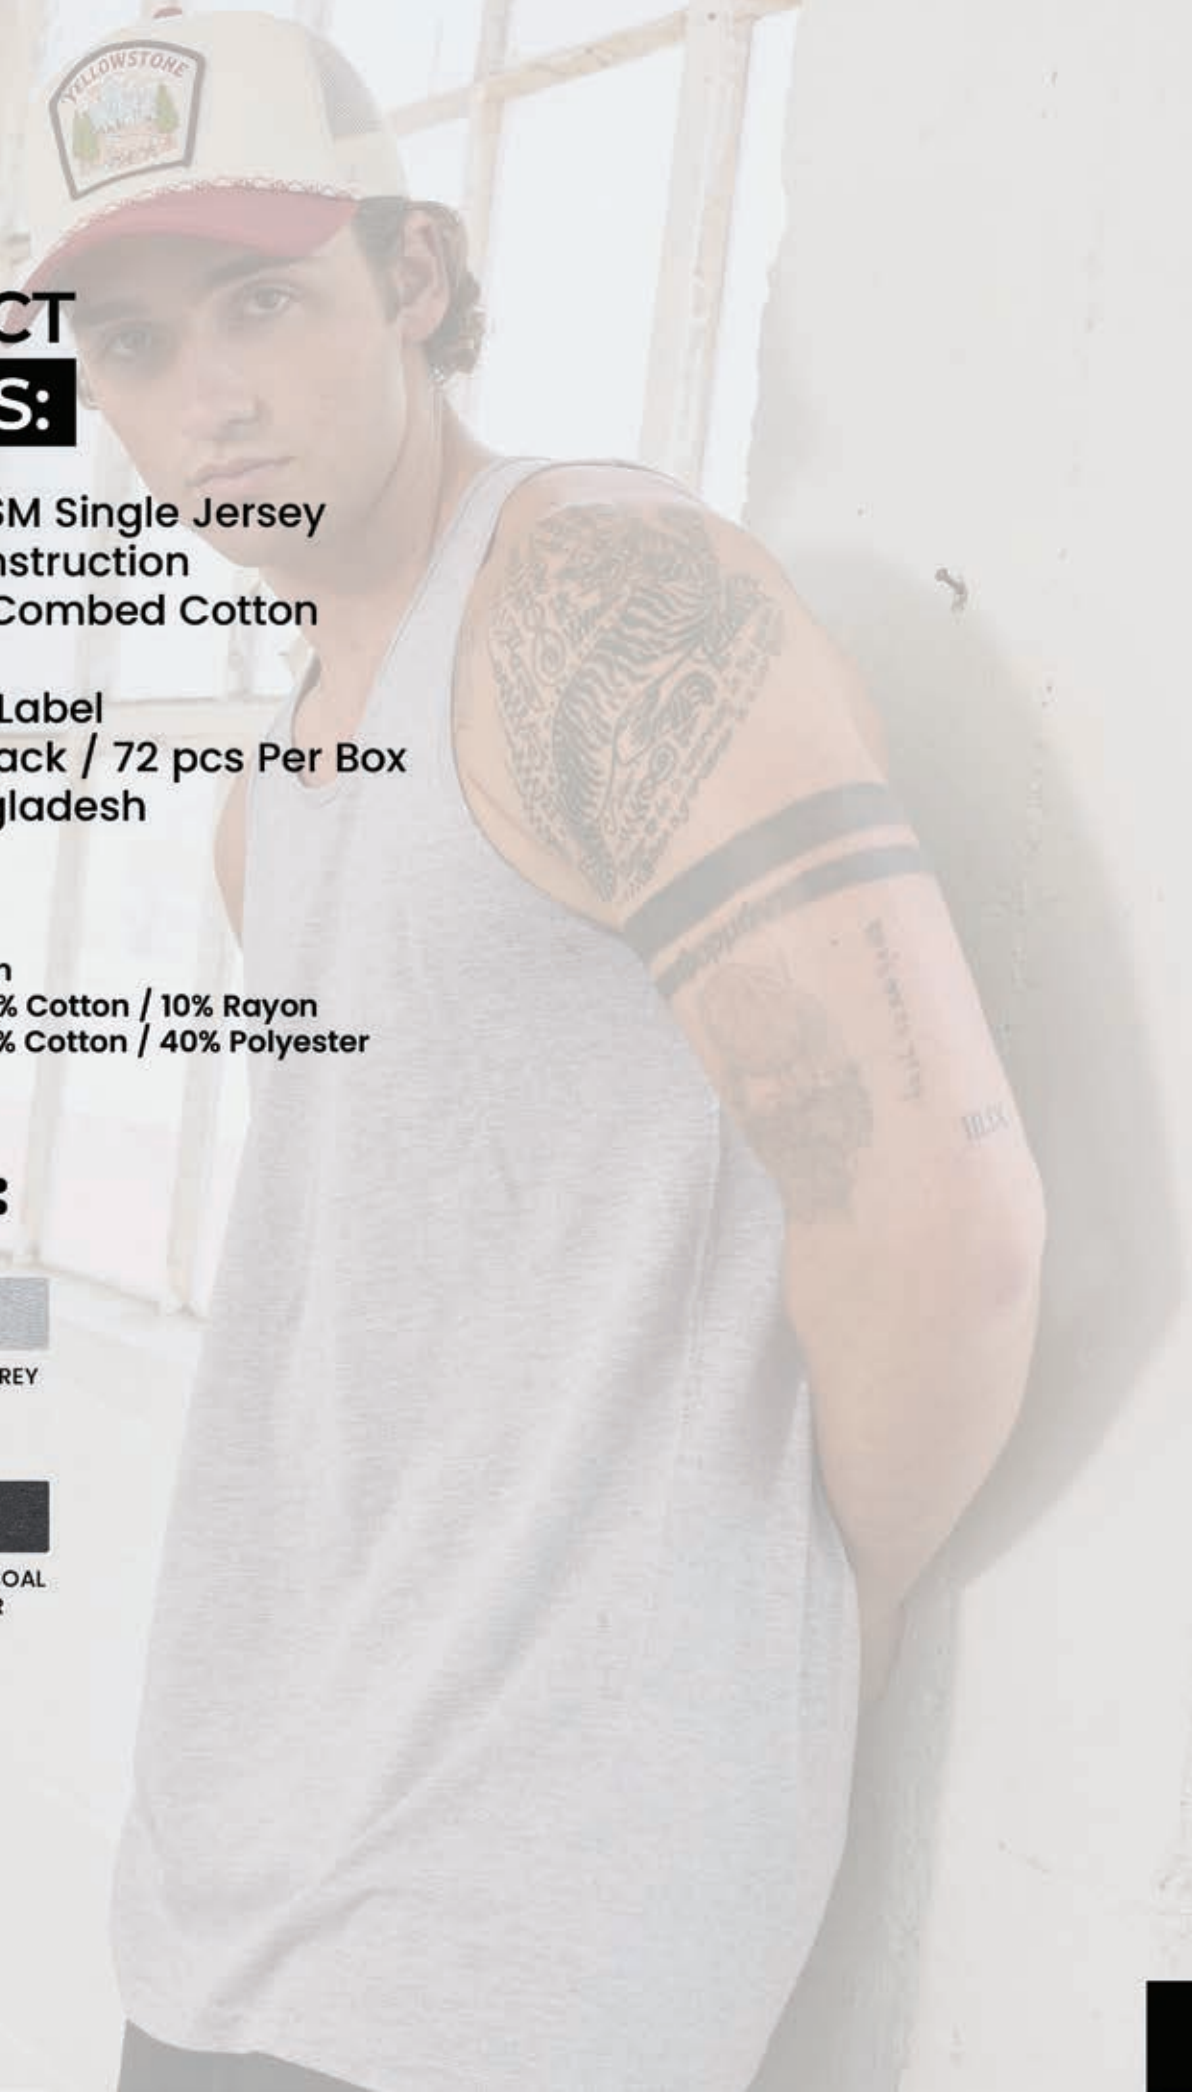 YELLOWSTONE
CT
S:
SM Single Jersey
nstruction
Combed Cotton
Label
ack / 72 pcs Per Box
gladesh
n
% Cotton / 10% Rayon
% Cotton / 40% Polyester
:
REY
OAL
R